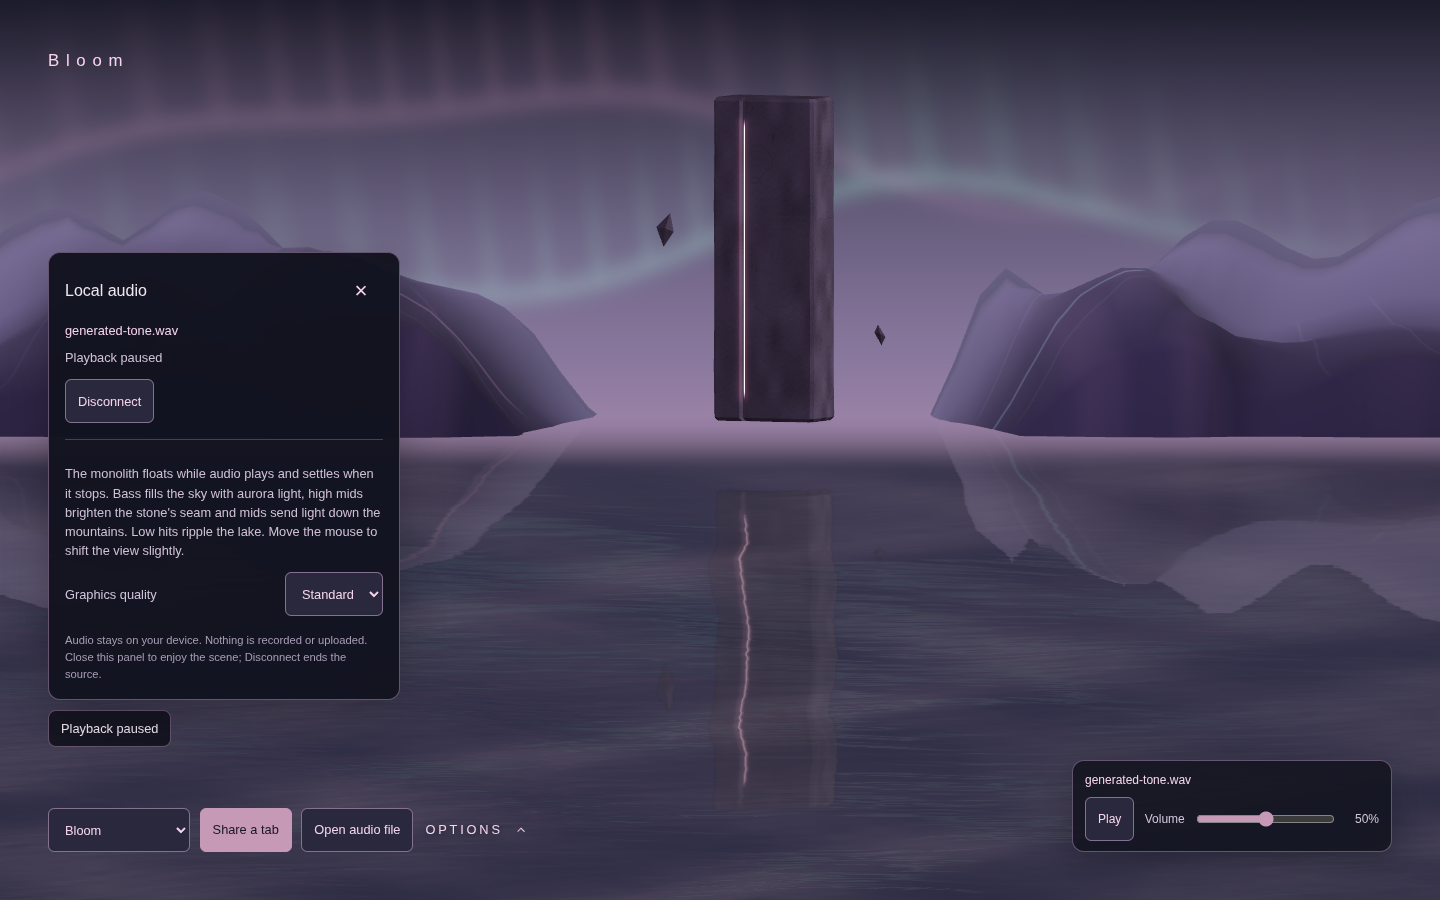 Bloom
Local audio
generated-tone.wav
Playback paused
Disconnect
The monolith floats while audio plays and settles when
it stops. Bass fills the sky with aurora light, high mids
brighten the stone's seam and mids send light down the
mountains. Low hits ripple the lake. Move the mouse to
shift the view slightly.
Graphics quality
Standard
Audio stays on your device. Nothing is recorded or uploaded.
Close this panel to enjoy the scene; Disconnect ends the
source.
Playback paused
Bloom
Share a tab
Open audio file
OPTIONS
generated-tone.wav
Play
Volume
50%